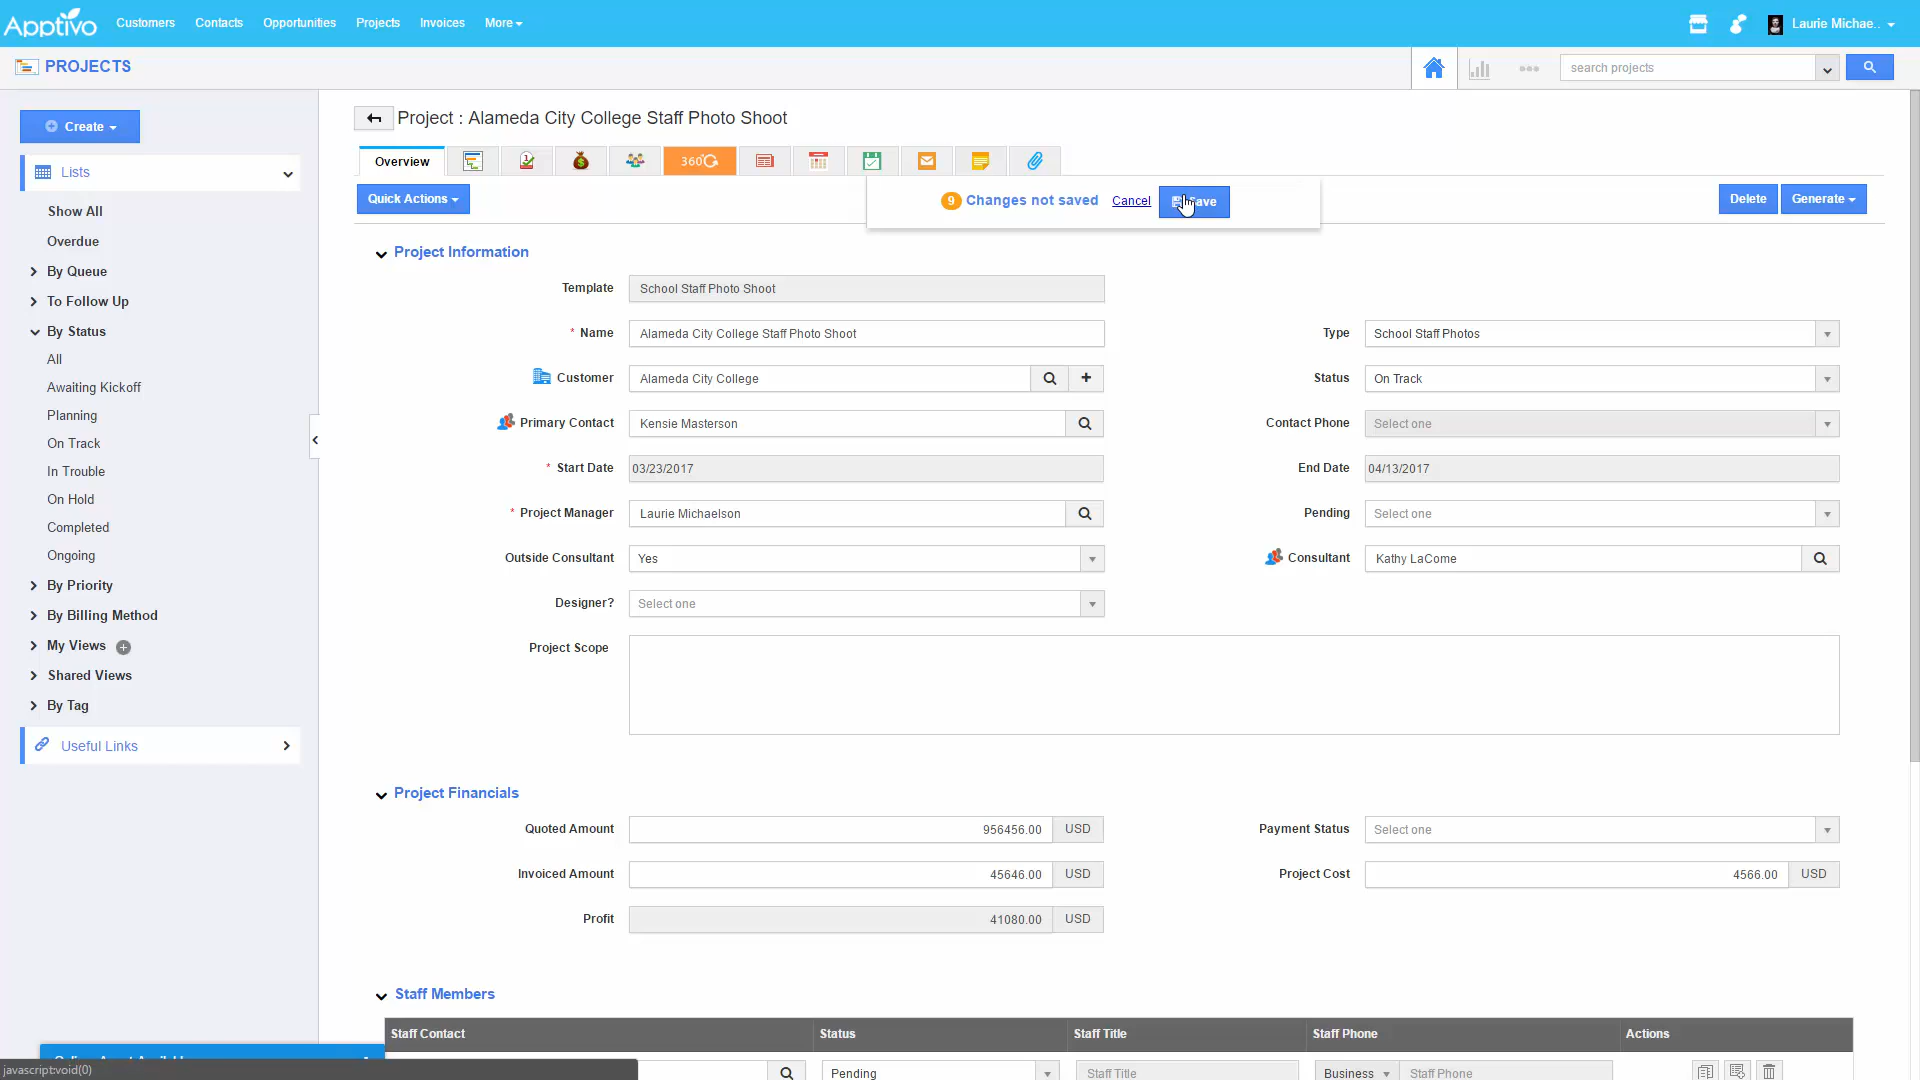 Apptivo Customers Contacts Opportunities Projects Invoices More Laurie Michae..
PROJECTS search projects
Create
Lists
Show All
Overdue
By Queue
To Follow Up
By Status
All
Awaiting Kickoff
Planning
On Track
In Trouble
On Hold
Completed
Ongoing
By Priority
By Billing Method
My Views
Shared Views
By Tag
Useful Links
Project : Alameda City College Staff Photo Shoot
Overview 360
Quick Actions 9 Changes not saved Cancel Delete Generate
Project Information
Template School Staff Photo Shoot
* Name Alameda City College Staff Photo Shoot Type School Staff Photos
Customer Alameda City College Status On Track
Primary Contact Kensie Masterson Contact Phone Select one
* Start Date 03/23/2017 End Date 04/13/2017
* Project Manager Laurie Michaelson Pending Select one
Outside Consultant Yes Consultant Kathy LaCome
Designer? Select one
Project Scope
Project Financials
Quoted Amount 956456.00 USD Payment Status Select one
Invoiced Amount 45646.00 USD Project Cost 4566.00 USD
Profit 41080.00 USD
Staff Members
Staff Contact Status Staff Title Staff Phone Actions
Pending Staff Title Business Staff Phone
javascript:void(0)